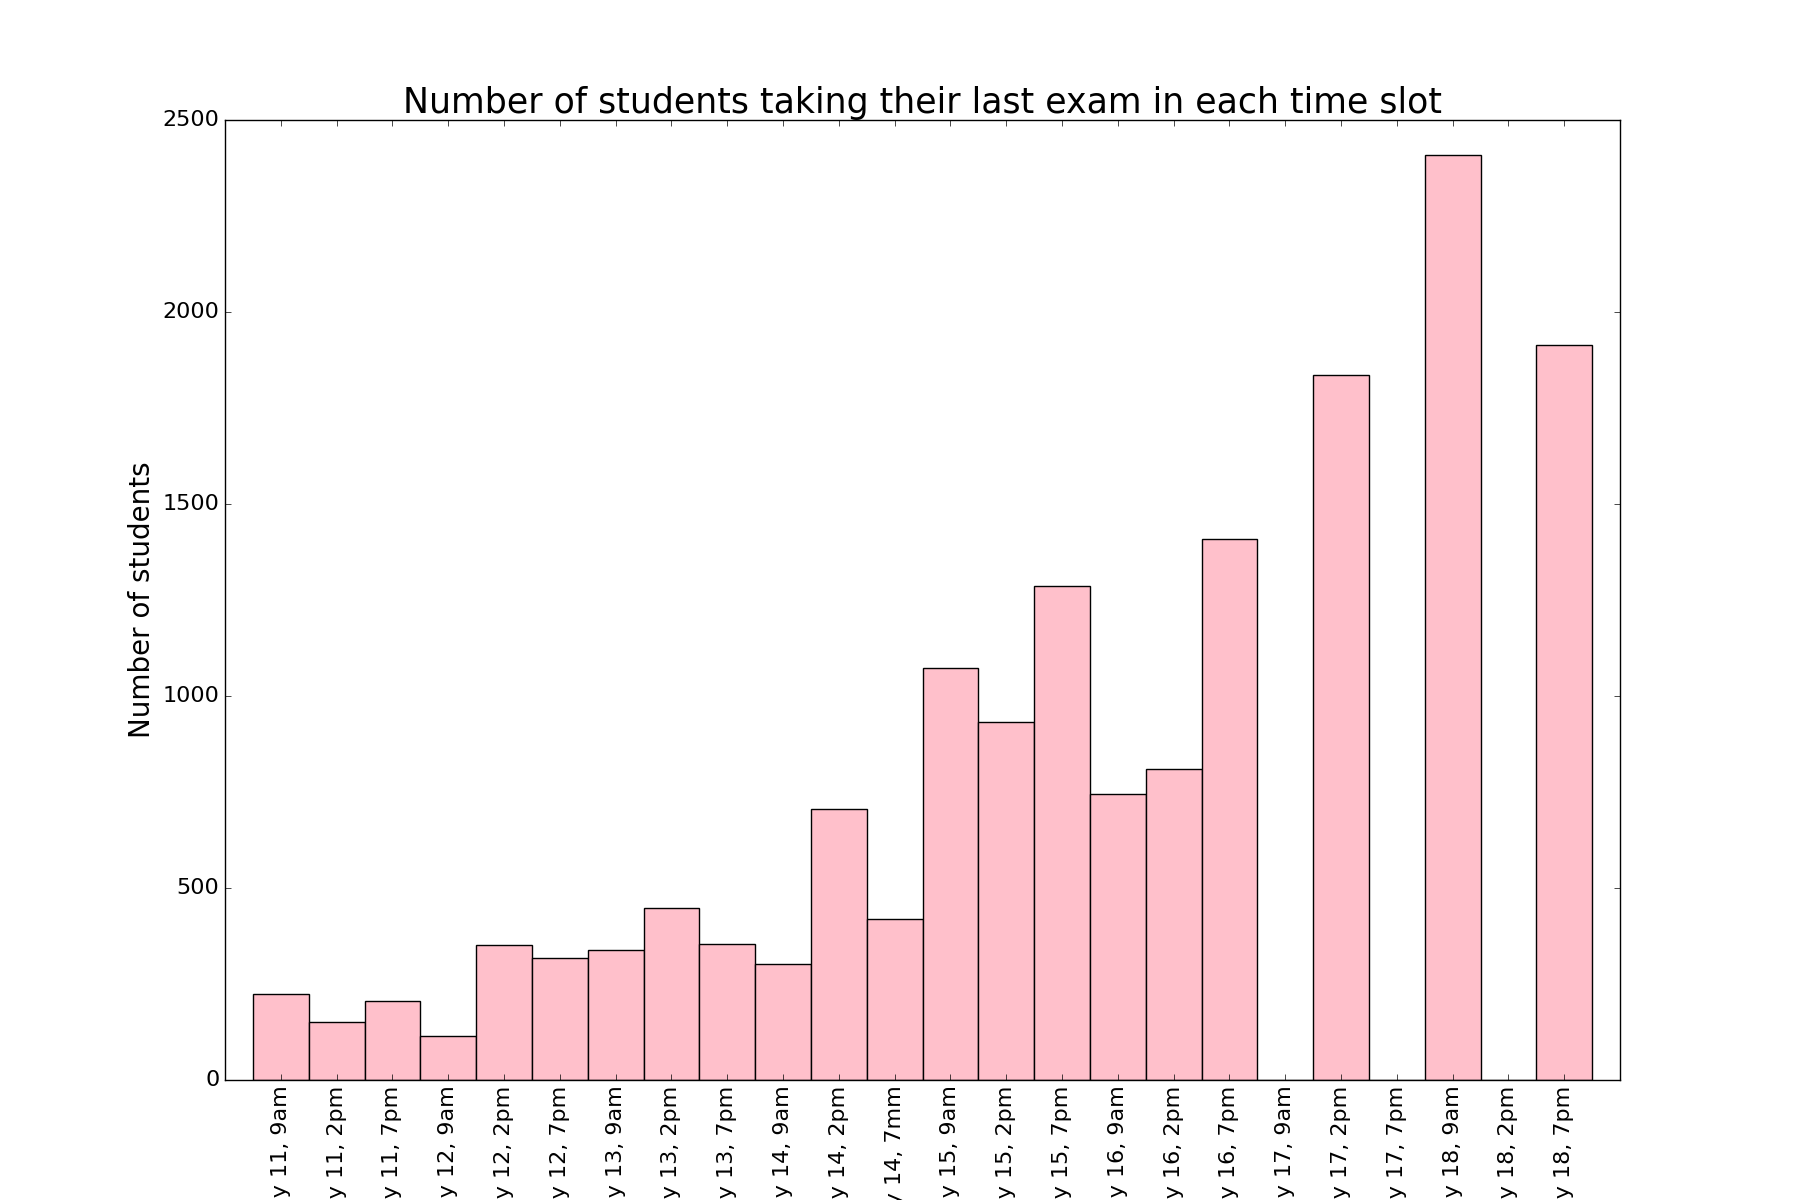 Number of students taking their last exam in each time slot
Number of students
2500
2000
1500
1000
500
0
y 11, 9am
y 11, 2pm
y 11, 7pm
y 12, 9am
y 12, 2pm
y 12, 7pm
y 13, 9am
y 13, 2pm
y 13, 7pm
y 14, 9am
y 14, 2pm
y 14, 7mm
y 15, 9am
y 15, 2pm
y 15, 7pm
y 16, 9am
y 16, 2pm
y 16, 7pm
y 17, 9am
y 17, 2pm
y 17, 7pm
y 18, 9am
y 18, 2pm
y 18, 7pm